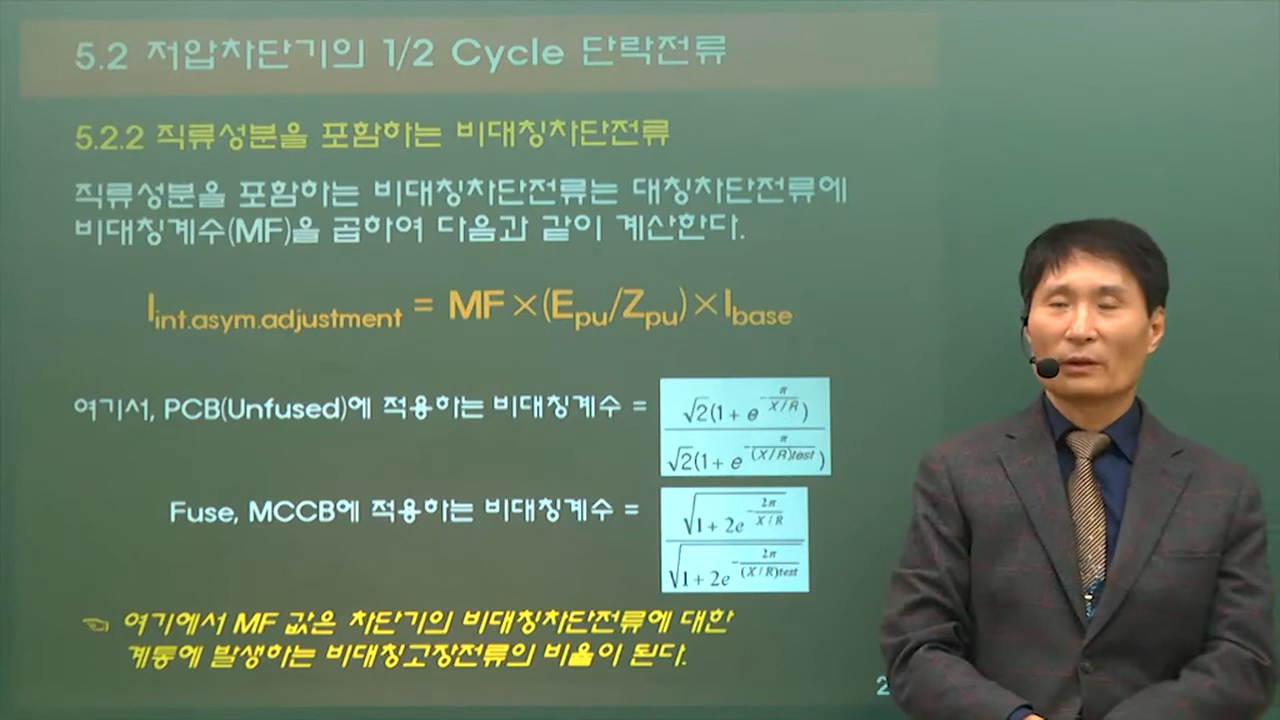 5.2 저압차단기의 1/2 Cycle 단락전류
5.2.2 직류성분을 포함하는 비대칭차단전류
직류성분을 포함하는 비대칭차단전류는 대칭차단전류에
비대칭계수(MF)을 곱하여 다음과 같이 계산한다.
I_int.asym.adjustment = MF×(E_pu/Z_pu)×I_base
여기서, PCB(Unfused)에 적용하는 비대칭계수 = √2(1+e^(-π/(X/R))) / √2(1+e^(-π/((X/R)test)))
Fuse, MCCB에 적용하는 비대칭계수 = √(1+2e^(-2π/(X/R))) / √(1+2e^(-2π/((X/R)test)))
☜ 여기에서 MF 값은 차단기의 비대칭차단전류에 대한
계통에 발생하는 비대칭고장전류의 비율이 된다.
2